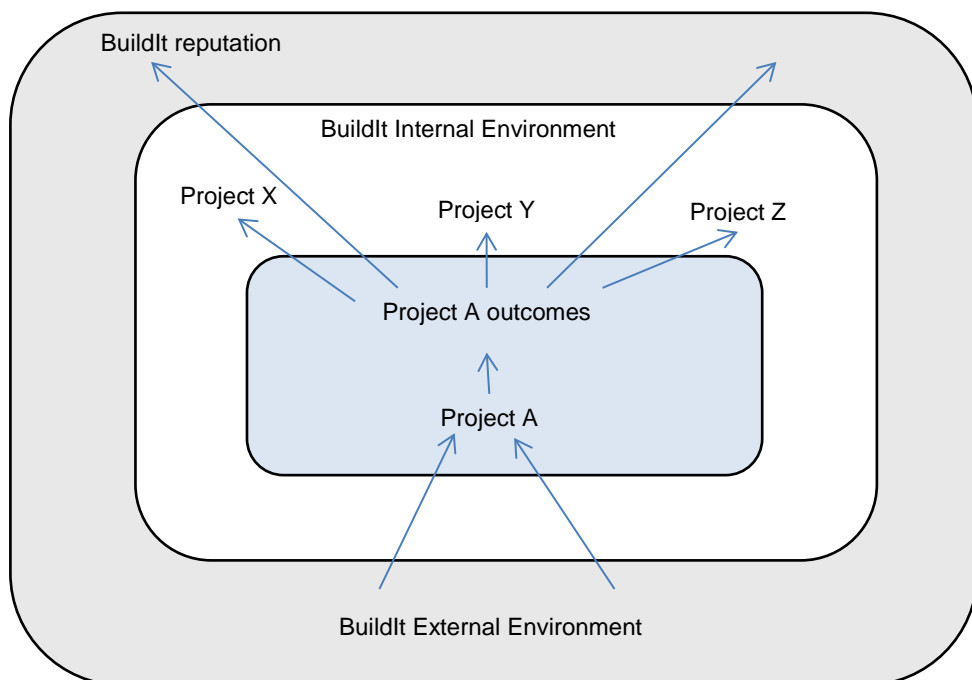 BuildIt reputation
BuildIt Internal Environment
Project X
Project Y
Project Z
Project A outcomes
Project A
BuildIt External Environment